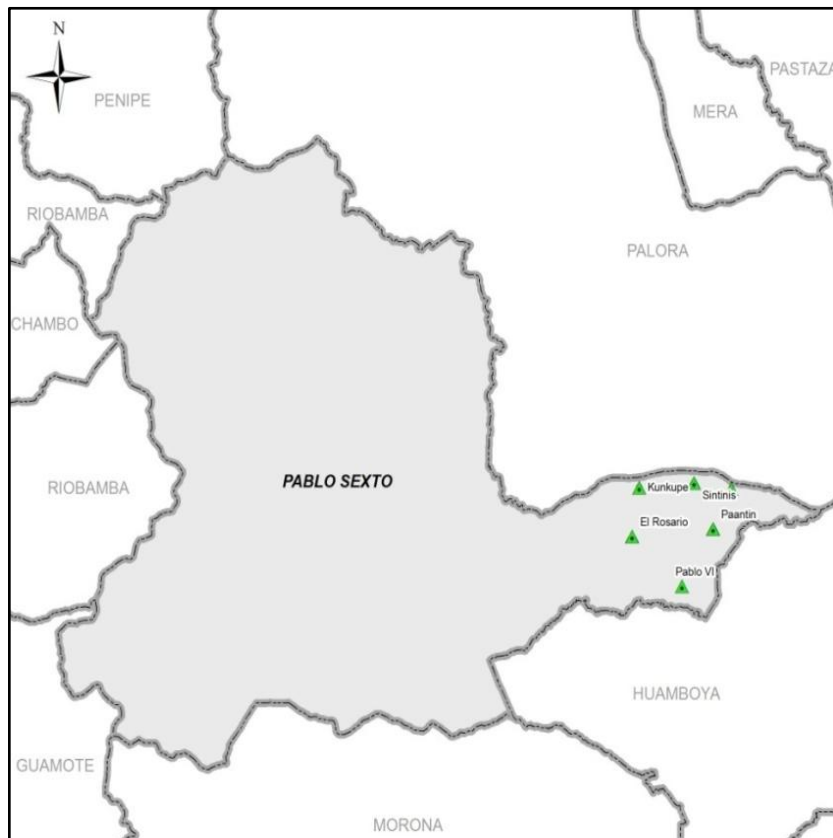 N
PENIPE
PASTAZA
MERA
RIOBAMBA
PALORA
CHAMBO
PABLO SEXTO
RIOBAMBA
Kunkupe
Sintinis
El Rosario
Paantin
Pablo VI
HUAMBOYA
GUAMOTE
MORONA